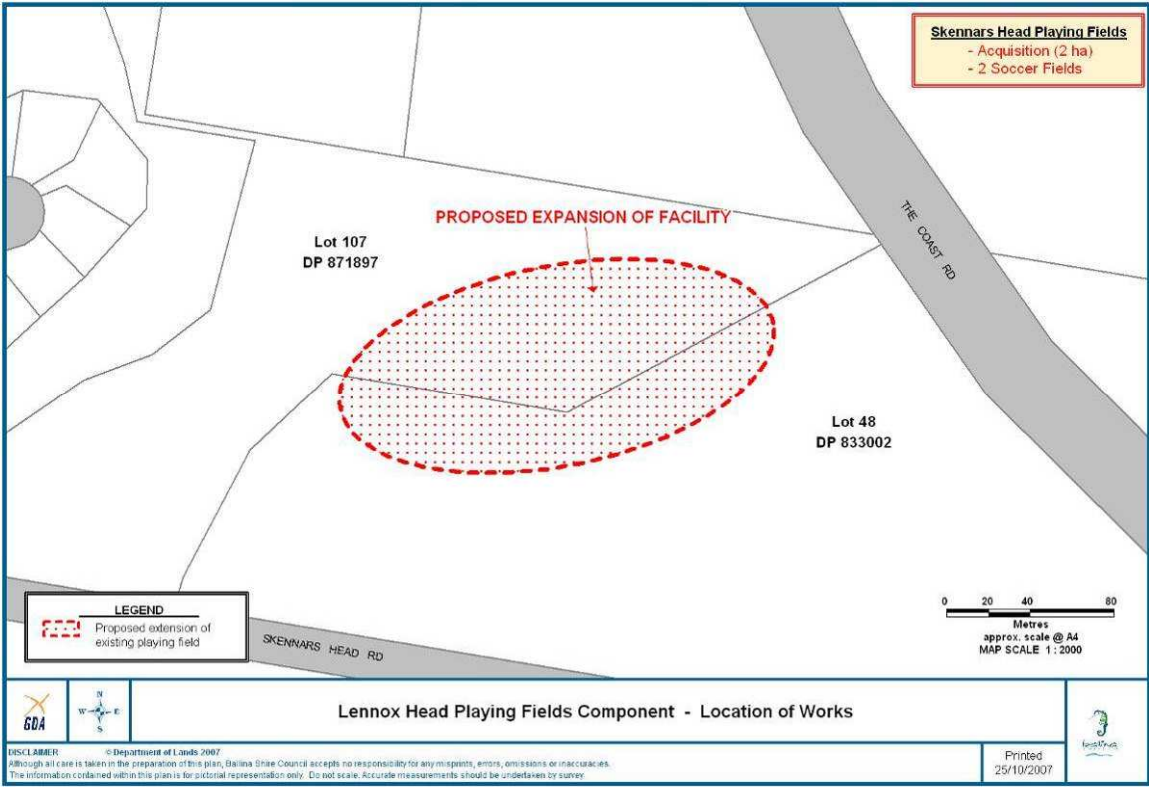 Skennars Head Playing Fields
- Acquisition (2 ha)
- 2 Soccer Fields
THE COAST RD
PROPOSED EXPANSION OF FACILITY
Lot 107
DP 871897
Lot 48
DP 833002
LEGEND
Proposed extension of
existing playing field
SKENNARS HEAD RD
0 20 40 80
Metres
approx. scale @ A4
MAP SCALE 1 : 2000
GDA
N
W E
S
Lennox Head Playing Fields Component - Location of Works
ballina
DISCLAIMER © Department of Lands 2007
Although all care is taken in the preparation of this plan, Ballina Shire Council accepts no responsibility for any misprints, errors, omissions or inaccuracies.
The information contained within this plan is for pictorial representation only. Do not scale. Accurate measurements should be undertaken by survey.
Printed
25/10/2007